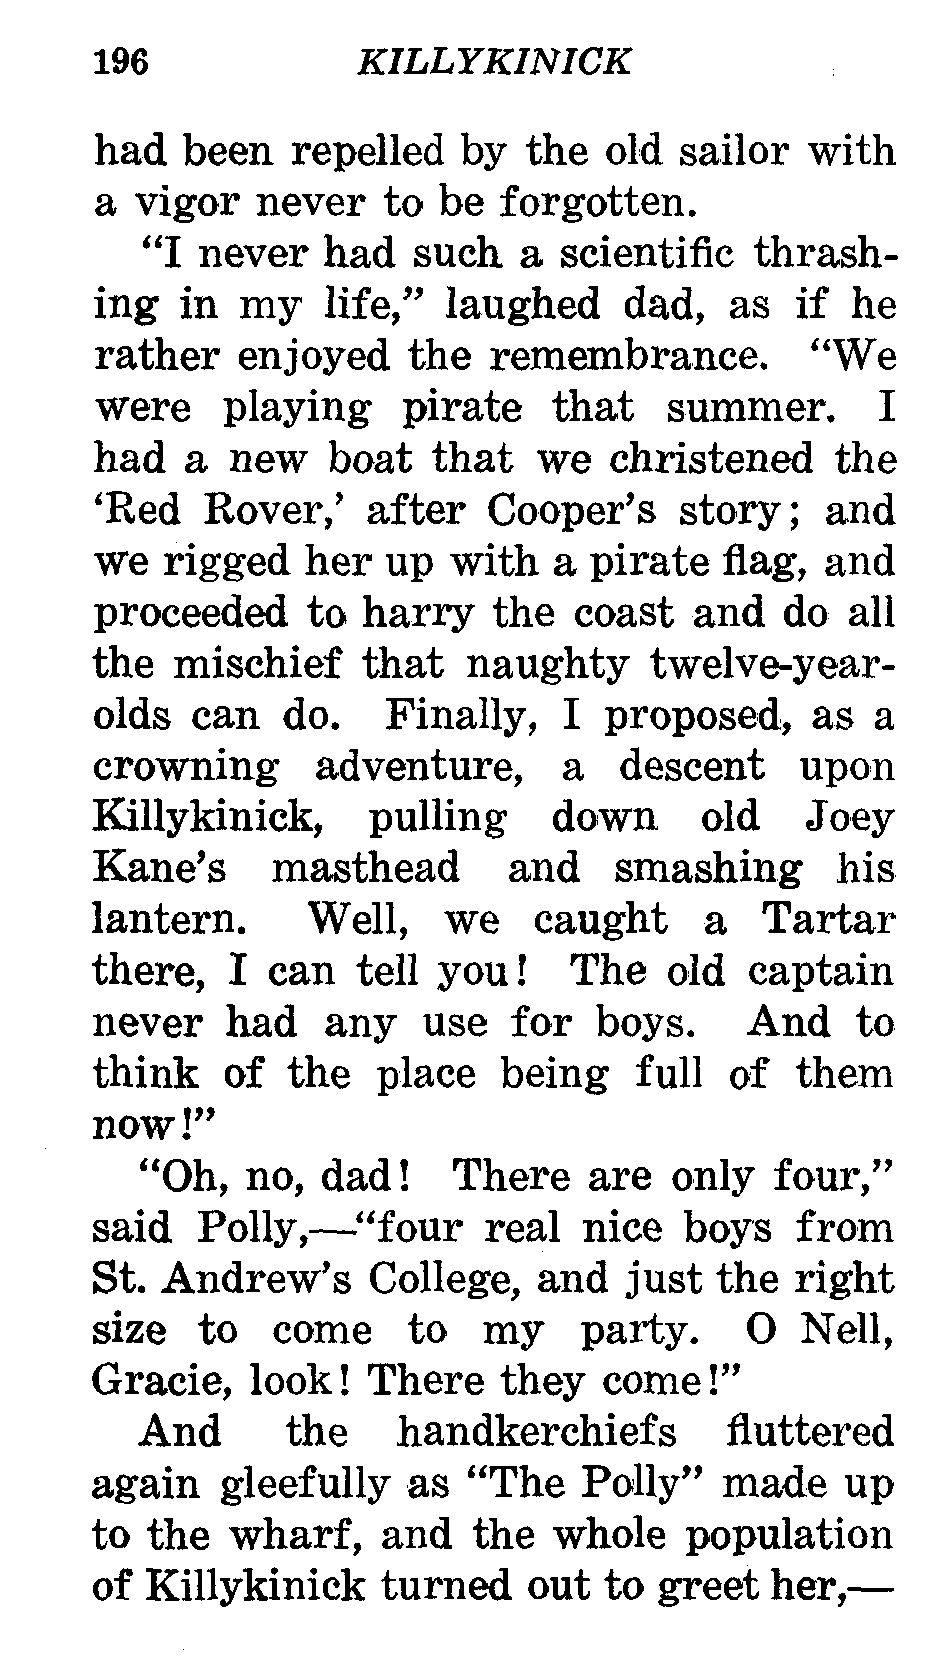 196 KILLYKINICK
had been repelled by the old sailor with
a vigor never to be forgotten.
“I never had such a scientific thrash-
ing in my life,” laughed dad, as if he
rather enjoyed the remembrance. “We
were playing pirate that summer. I
had a new boat that we christened the
‘Red Rover,’ after Cooper’s story; and
we rigged her up with a pirate flag, and
proceeded to harry the coast and do all
the mischief that naughty twelve-year-
olds can do. Finally, I proposed, as a
crowning adventure, a descent upon
Killykinick, pulling down old Joey
Kane’s masthead and smashing his
lantern. Well, we caught a Tartar
there, I can tell you! The old captain
never had any use for boys. And to
think of the place being full of them
now!”
“Oh, no, dad! There are only four,”
said Polly,—“four real nice boys from
St. Andrew’s College, and just the right
size to come to my party. O Nell,
Gracie, look! There they come!”
And the handkerchiefs fluttered
again gleefully as “The Polly” made up
to the wharf, and the whole population
of Killykinick turned out to greet her,—